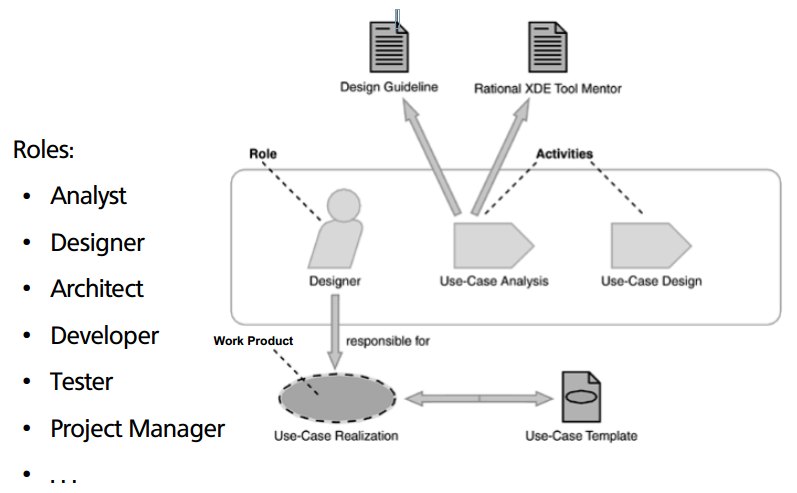 Design Guideline
Rational XDE Tool Mentor
Roles:
• Analyst
• Designer
• Architect
• Developer
• Tester
• Project Manager
• ...
Role
Activities
Designer
Use-Case Analysis
Use-Case Design
Work Product
responsible for
Use-Case Realization
Use-Case Template